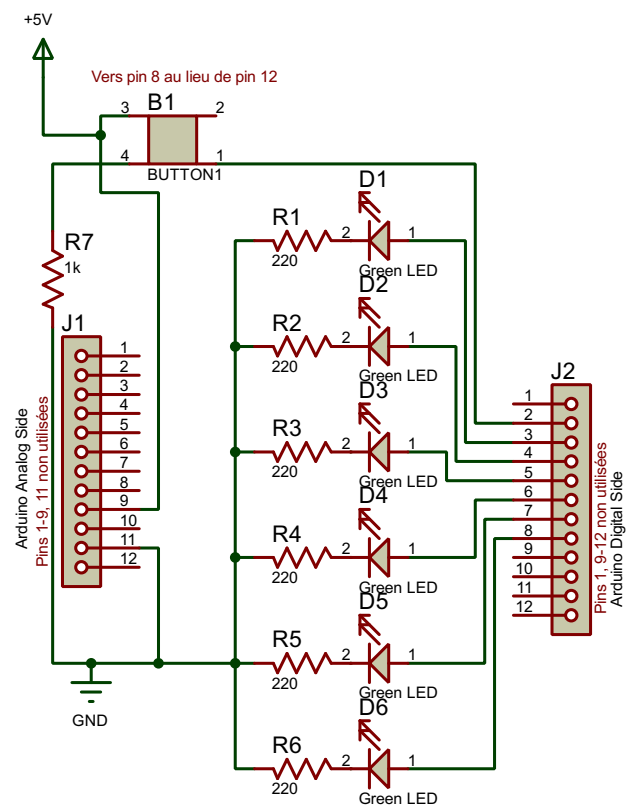 +5V
Vers pin 8 au lieu de pin 12
B1
3
2
4
1
BUTTON1
R7
1k
J1
1
2
3
4
5
6
7
8
9
10
11
12
Arduino Analog Side
Pins 1-9, 11 non utilisées
GND
D1
R1
2
1
220
Green LED
D2
R2
2
1
220
Green LED
D3
R3
2
1
220
Green LED
D4
R4
2
1
220
Green LED
D5
R5
2
1
220
Green LED
D6
R6
2
1
220
Green LED
J2
1
2
3
4
5
6
7
8
9
10
11
12
Pins 1, 9-12 non utilisées
Arduino Digital Side